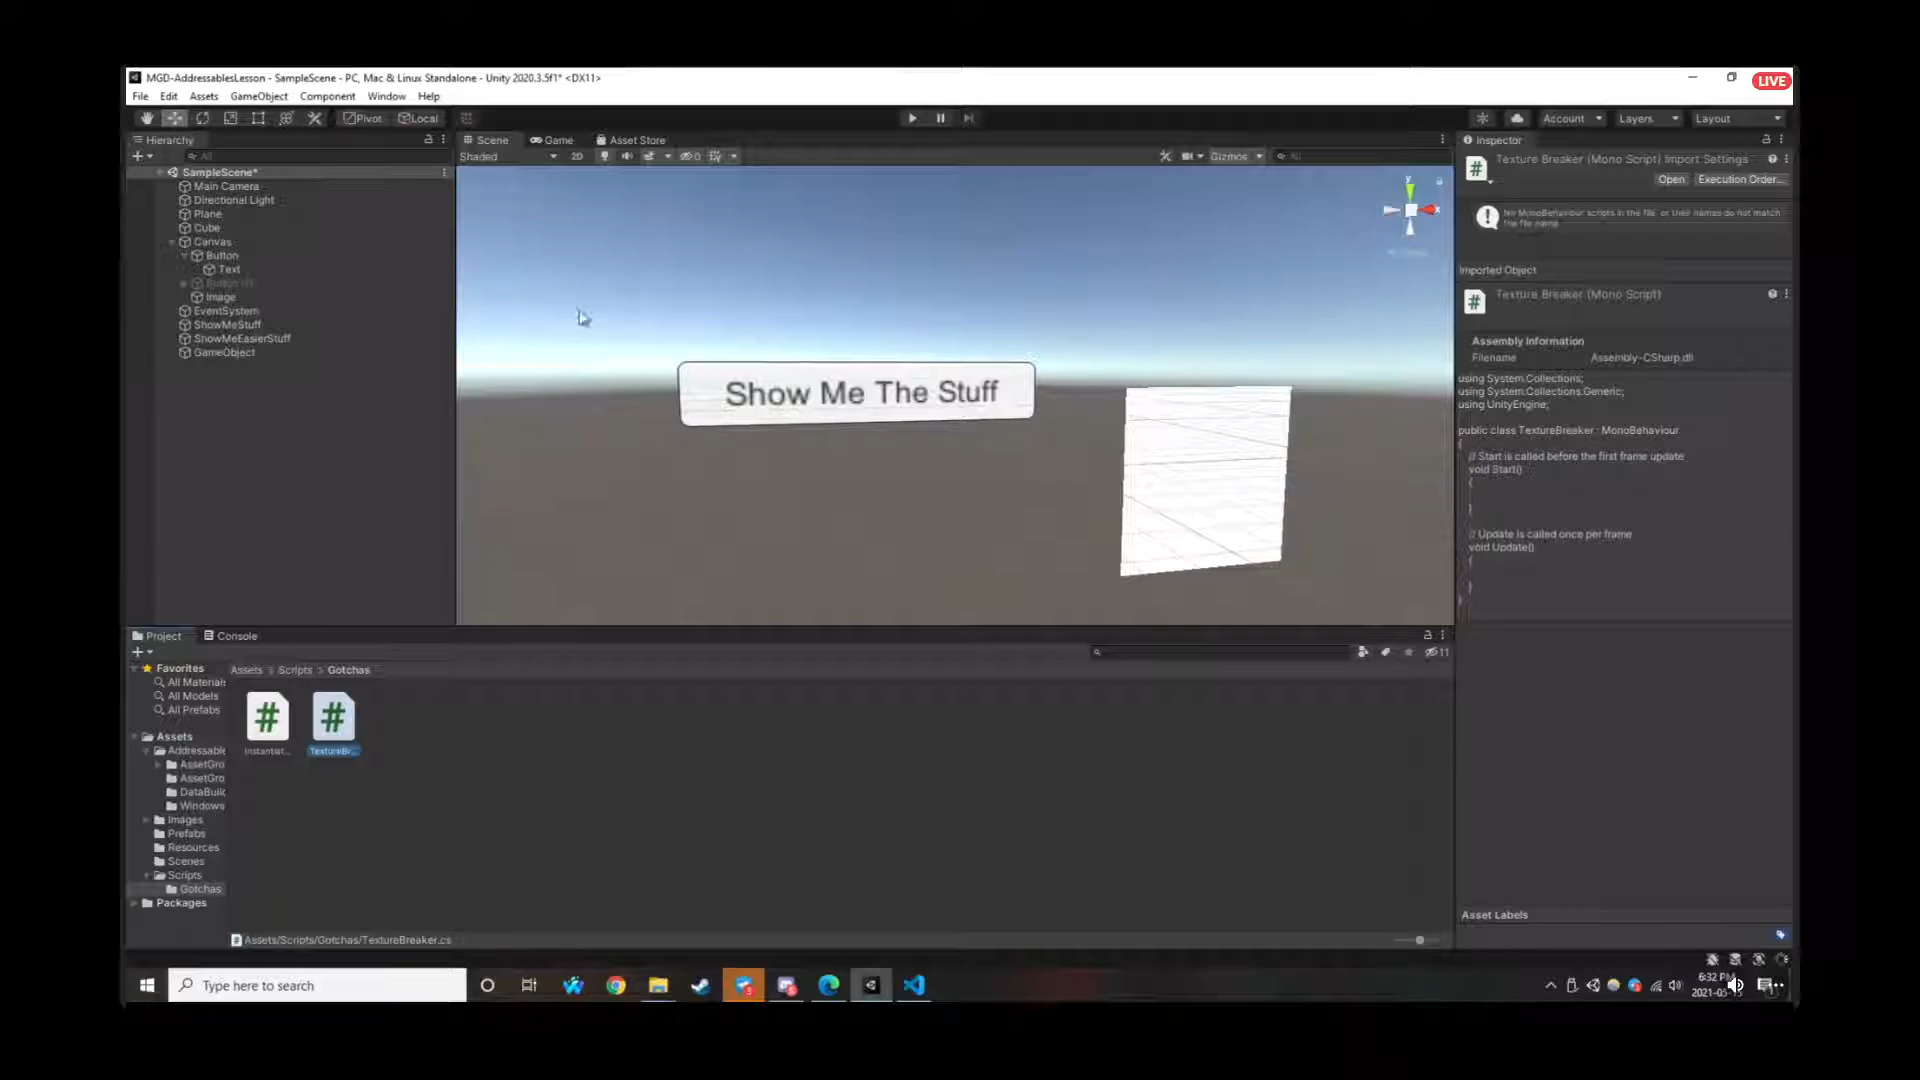 MGD-AddressablesLesson - SampleScene - PC, Mac & Linux Standalone - Unity 2020.3.5f1* <DX11>
LIVE
File Edit Assets GameObject Component Window Help
Pivot Local
Account Layers Layout
Hierarchy
Scene Game Asset Store
Inspector
All
Shaded 2D 0 Gizmos All
SampleScene*
Main Camera
Directional Light
Plane
Cube
Canvas
Button
Text
Image
EventSystem
ShowMeStuff
ShowMeEasierStuff
GameObject
y
x
Show Me The Stuff
Texture Breaker (Mono Script) Import Settings
Open Execution Order...
No MonoBehaviour scripts in the file, or their names do not match
the file name.
Imported Object
Texture Breaker (Mono Script)
Assembly Information
Filename Assembly-CSharp.dll
using System.Collections;
using System.Collections.Generic;
using UnityEngine;
public class TextureBreaker : MonoBehaviour
{
// Start is called before the first frame update
void Start()
{
}
// Update is called once per frame
void Update()
{
}
}
Project Console
11
Favorites
All Materials
All Models
All Prefabs
Assets
Addressable
AssetGro
AssetGro
DataBuild
Windows
Images
Prefabs
Resources
Scenes
Scripts
Gotchas
Packages
Assets > Scripts > Gotchas
Instantiat... TextureBr...
Assets/Scripts/Gotchas/TextureBreaker.cs
Asset Labels
Type here to search
6:32 PM